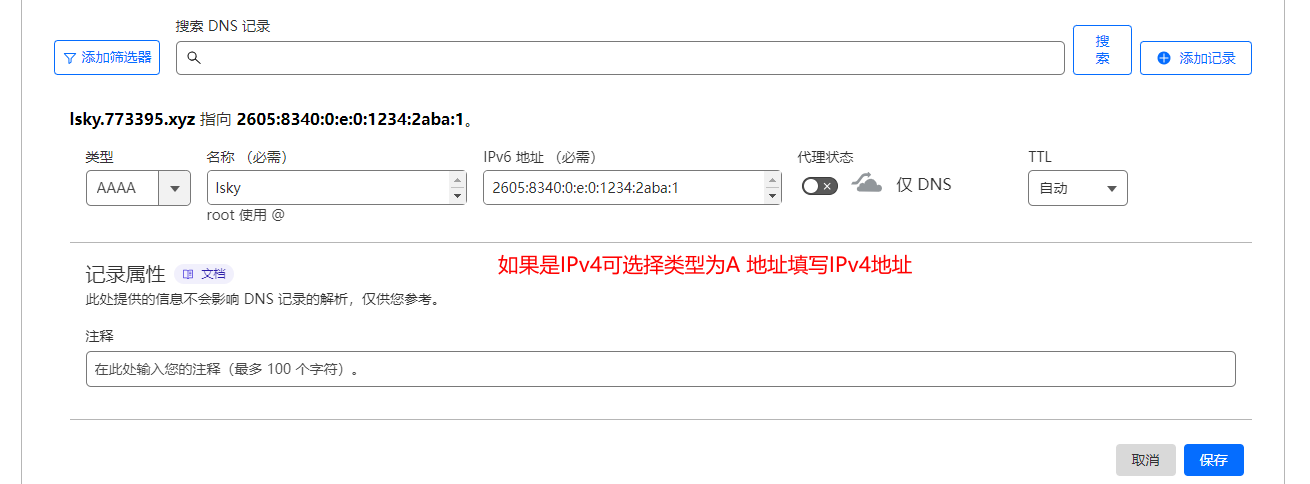 搜索 DNS 记录
添加筛选器
搜索
添加记录
lsky.773395.xyz 指向 2605:8340:0:e:0:1234:2aba:1。
类型
名称 （必需）
IPv6 地址 （必需）
代理状态
TTL
AAAA
lsky
2605:8340:0:e:0:1234:2aba:1
仅 DNS
自动
root 使用 @
如果是IPv4可选择类型为A 地址填写IPv4地址
记录属性
文档
此处提供的信息不会影响 DNS 记录的解析，仅供您参考。
注释
在此处输入您的注释（最多 100 个字符）。
取消
保存